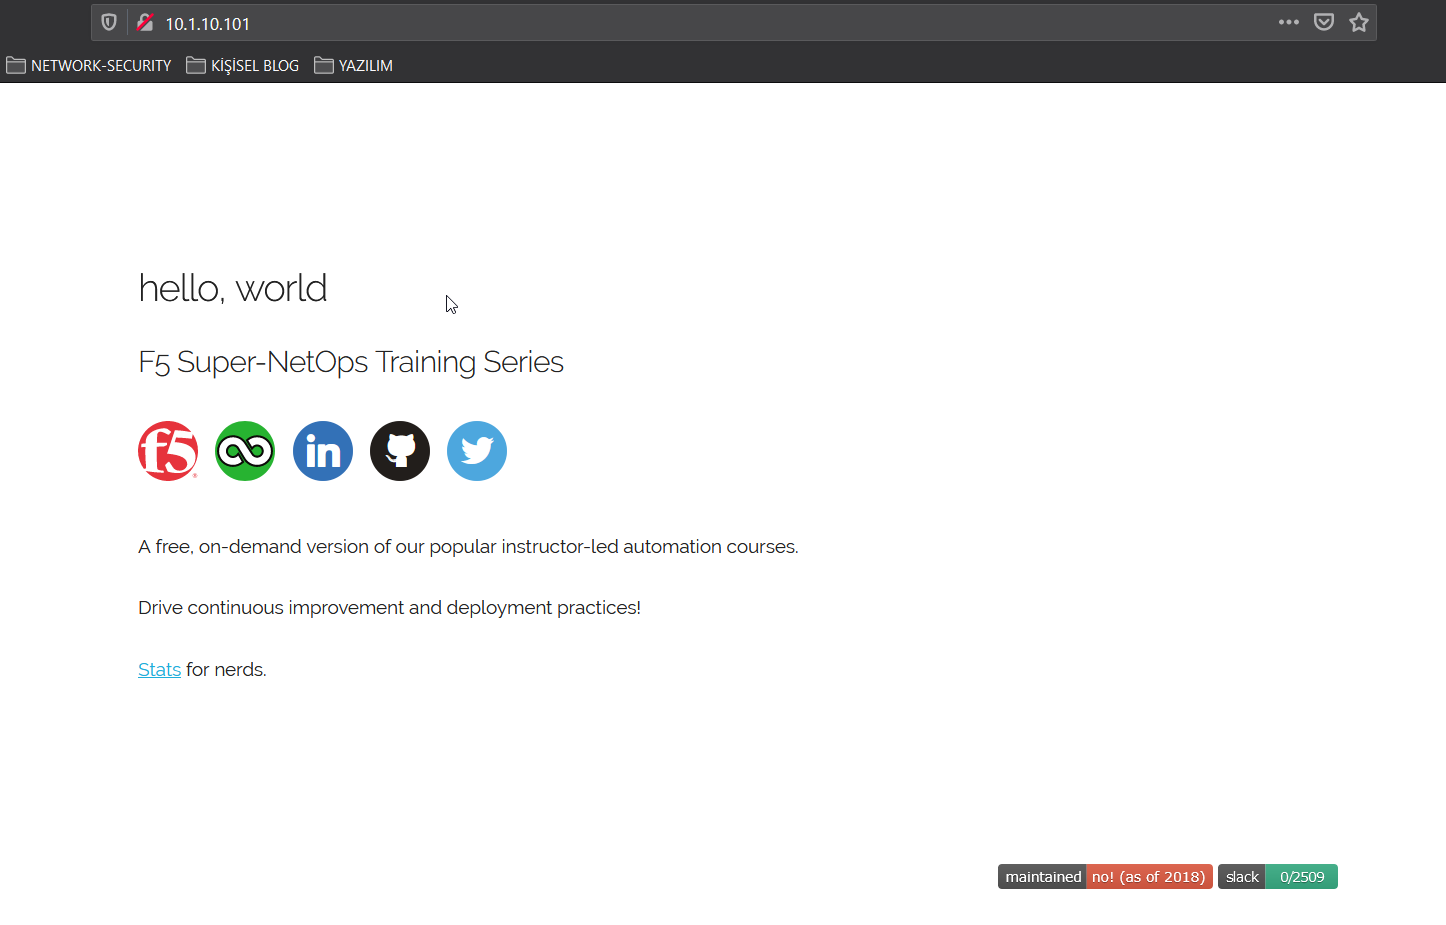 10.1.10.101
NETWORK-SECURITY KİŞİSEL BLOG YAZILIM
hello, world
F5 Super-NetOps Training Series
f5 in
A free, on-demand version of our popular instructor-led automation courses.
Drive continuous improvement and deployment practices!
Stats for nerds.
maintained no! (as of 2018) slack 0/2509